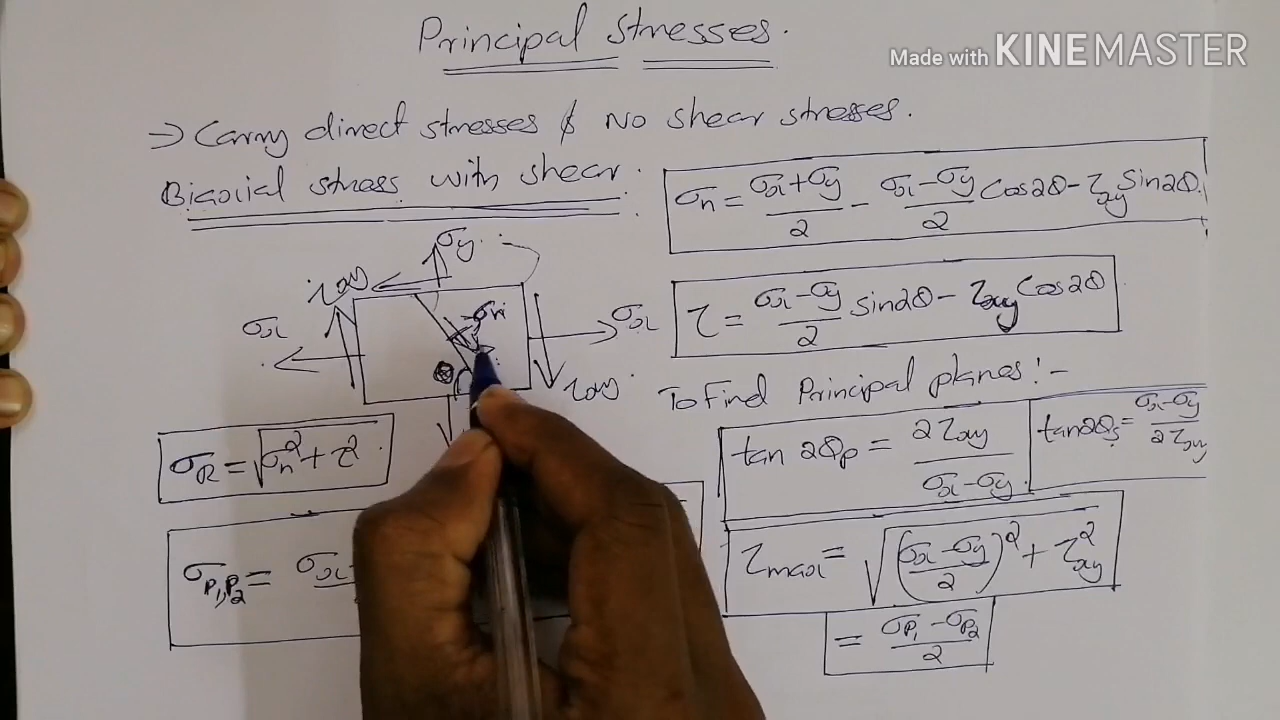 Principal Stresses.
Made with KINEMASTER
→ Carry direct stresses & No shear stresses.
Biaxial stress with shear.
σn = (σx + σy)/2 − (σx − σy)/2 Cos2θ − τxy Sin2θ.
σy
τxy
σn
σx
σx
τxy
τ = (σx − σy)/2 sin2θ − τxy Cos2θ
To Find Principal planes :-
σR = √(σn² + τ²)
tan 2θp = 2τxy / (σx − σy)
tan2θs = (σx − σy) / 2τxy
σP1,P2 = σx
τmax = √(((σx − σy)/2)² + τxy²)
= (σP1 − σP2)/2